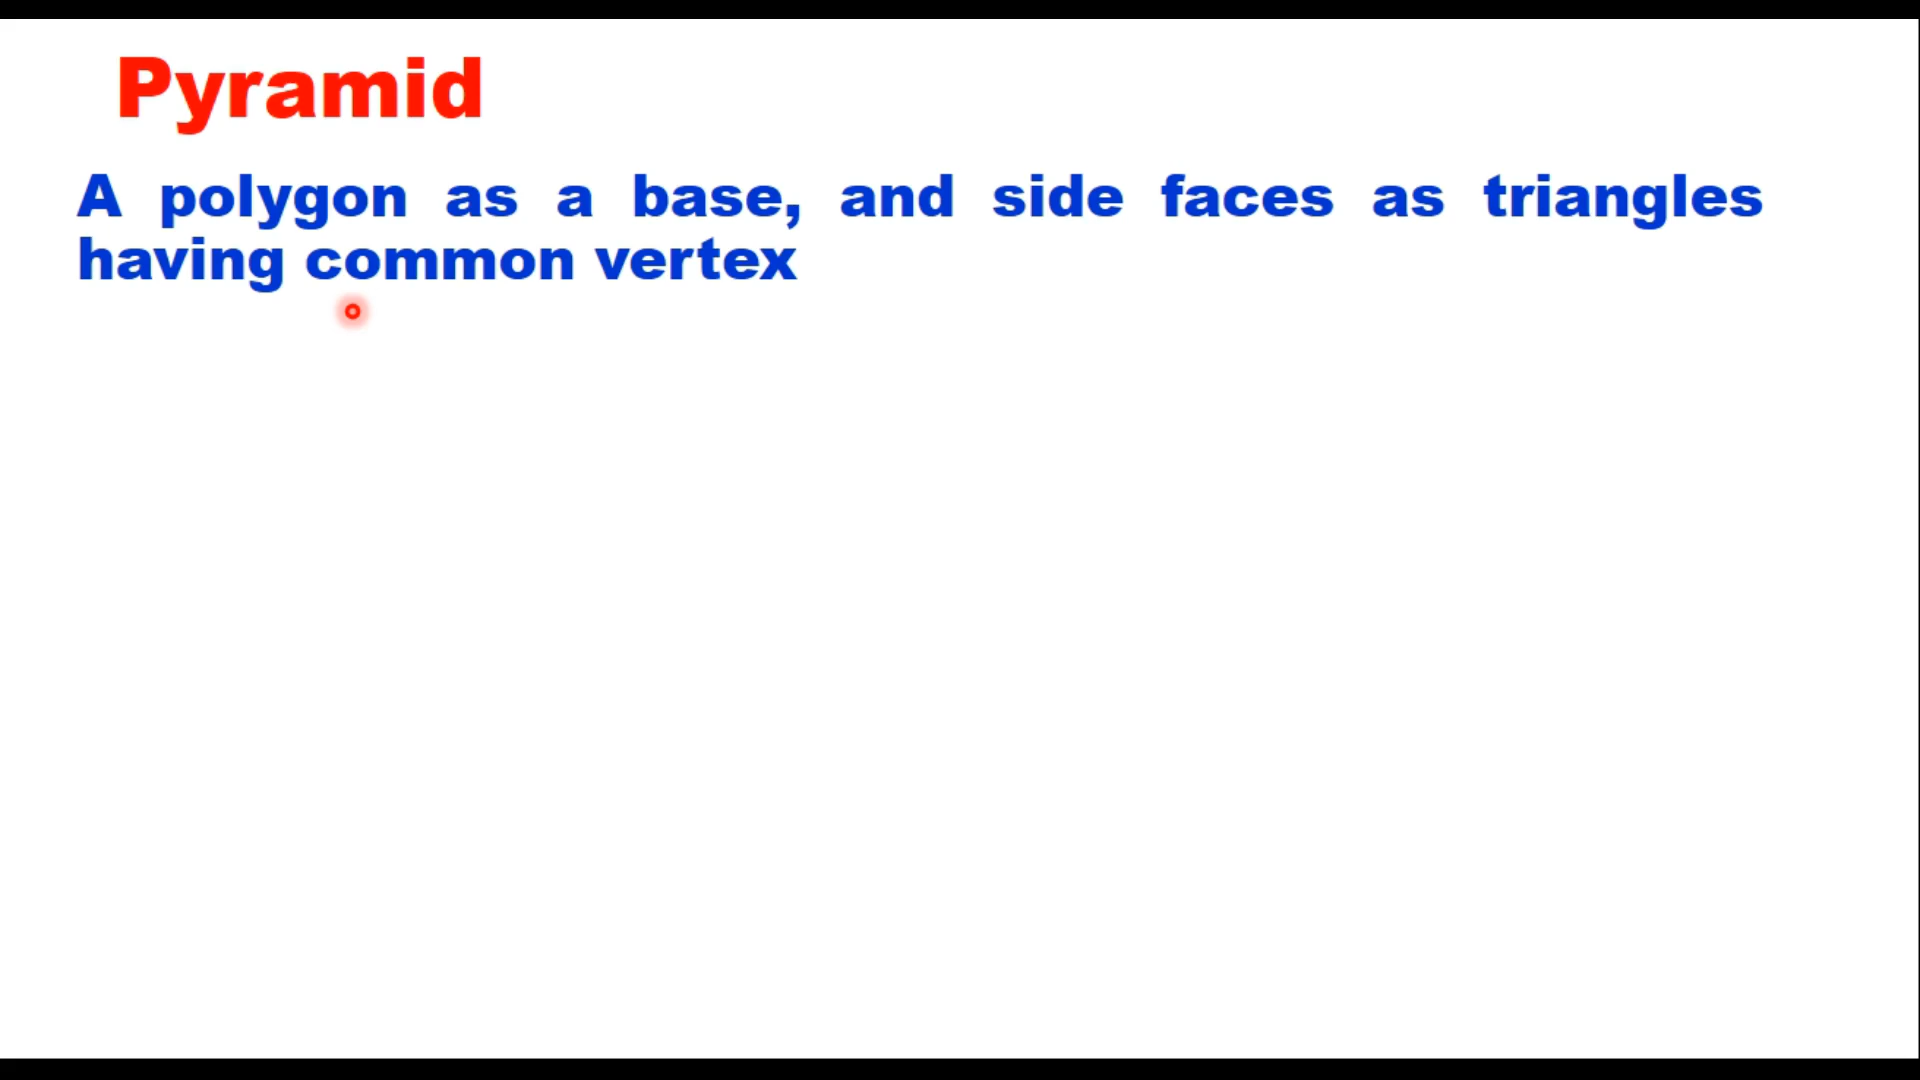 Pyramid
A polygon as a base, and side faces as triangles
having common vertex